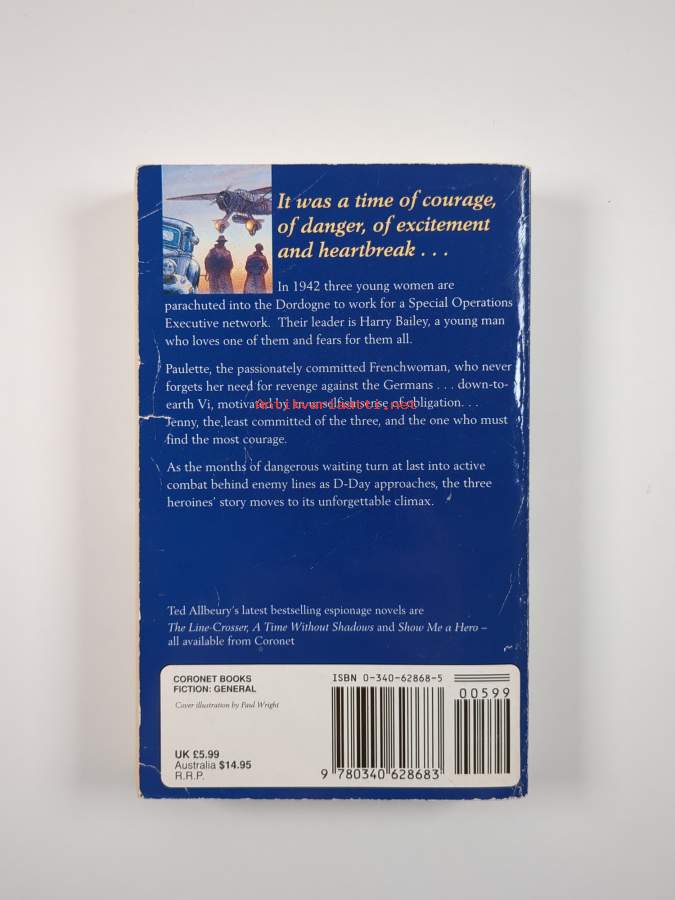 It was a time of courage,
of danger, of excitement
and heartbreak . . .
In 1942 three young women are
parachuted into the Dordogne to work for a Special Operations
Executive network. Their leader is Harry Bailey, a young man
who loves one of them and fears for them all.
Paulette, the passionately committed Frenchwoman, who never
forgets her need for revenge against the Germans . . . down-to-
earth Vi, motivated by an unselfish sense of obligation. . .
Antikvariaatti.net
Jenny, the least committed of the three, and the one who must
find the most courage.
As the months of dangerous waiting turn at last into active
combat behind enemy lines as D-Day approaches, the three
heroines' story moves to its unforgettable climax.
Ted Allbeury's latest bestselling espionage novels are
The Line-Crosser, A Time Without Shadows and Show Me a Hero –
all available from Coronet
CORONET BOOKS
FICTION: GENERAL
Cover illustration by Paul Wright
UK £5.99
Australia $14.95
R.R.P.
ISBN 0-340-62868-5
00599
9 780340 628683